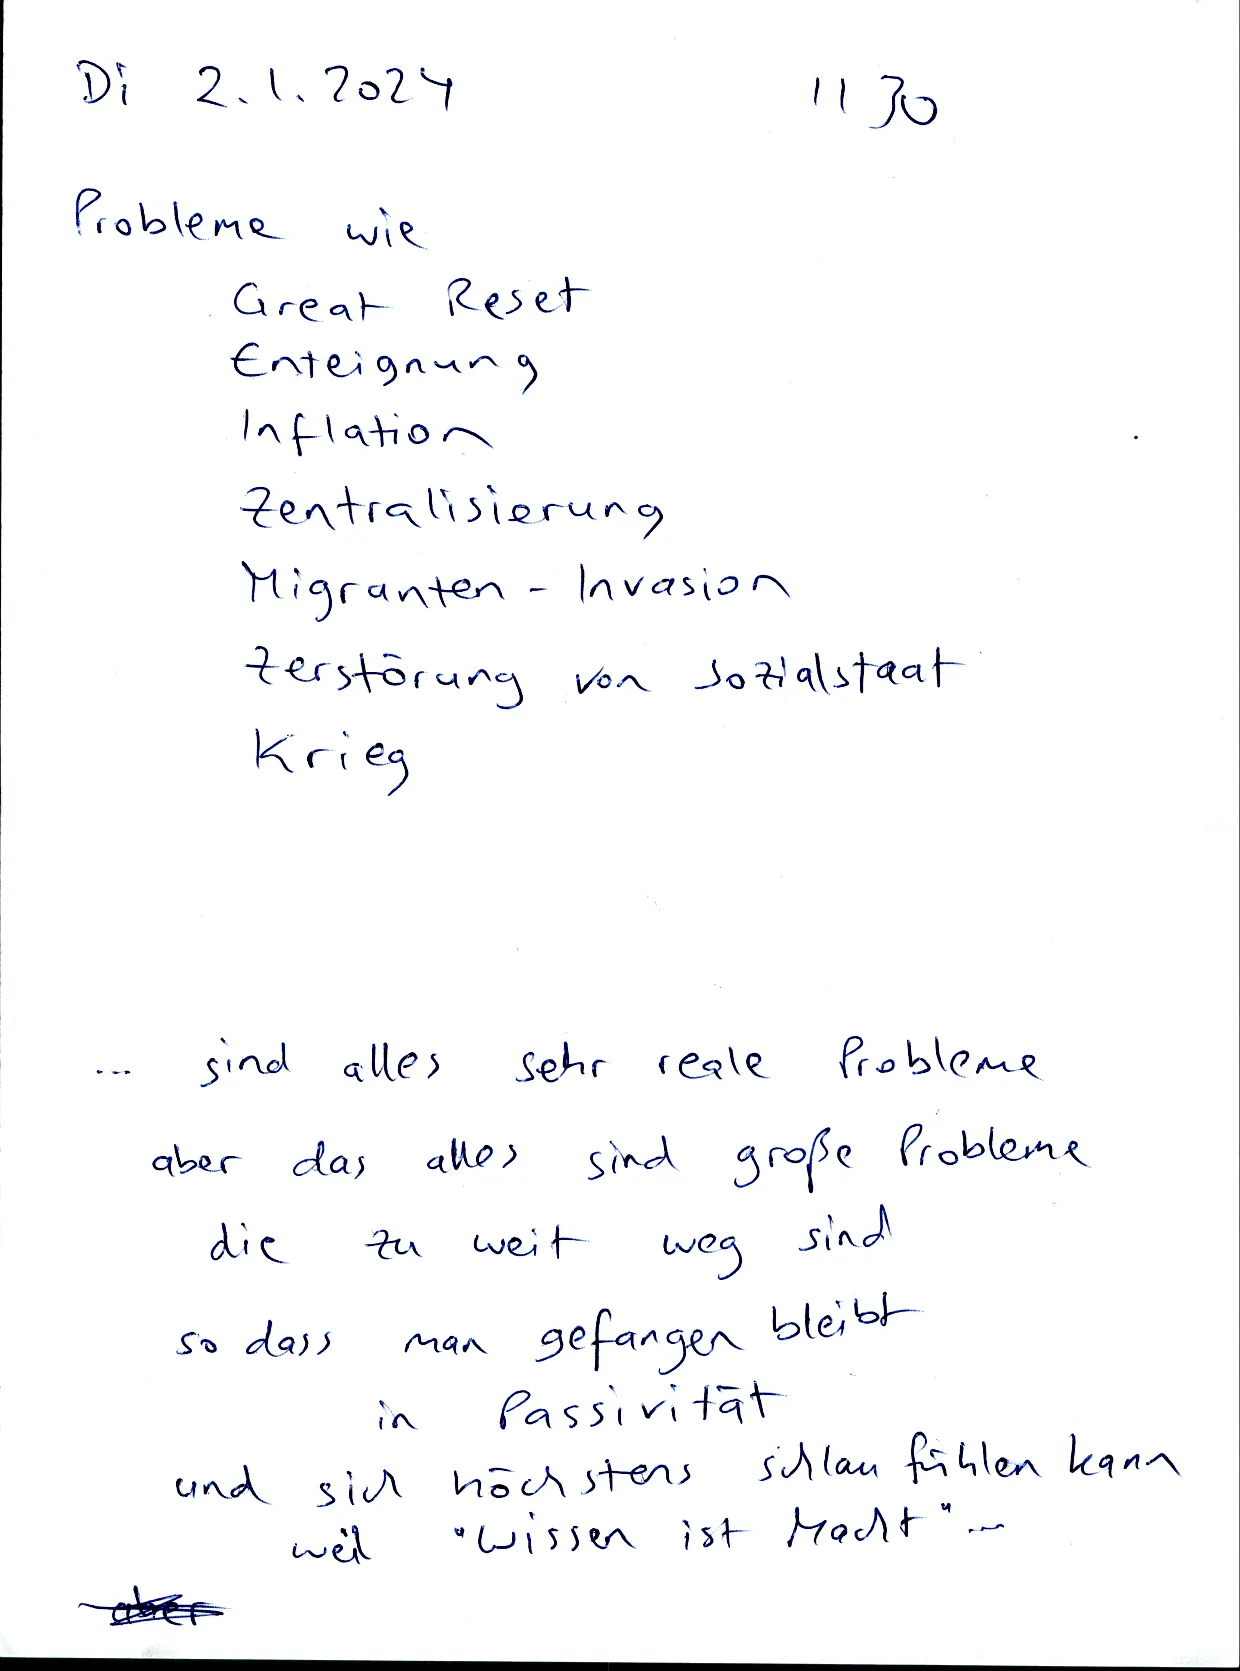 Di 2.1.2024 11 30
Probleme wie
Great Reset
Enteignung
Inflation
Zentralisierung
Migranten - Invasion
Zerstörung von Sozialstaat
Krieg
... sind alles sehr reale Probleme
aber das alles sind große Probleme
die zu weit weg sind
so dass man gefangen bleibt
in Passivität
und sich höchstens schlau fühlen kann
weil "Wissen ist Macht" ...
aber